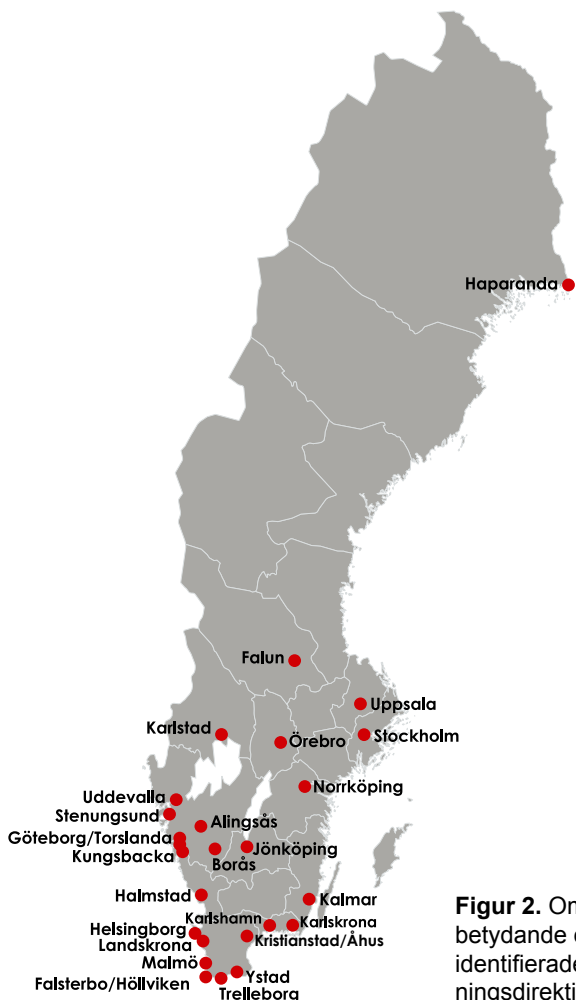 Haparanda
Falun
Uppsala
Karlstad
Örebro
Stockholm
Norrköping
Uddevalla
Stenungsund
Alingsås
Göteborg/Torslanda
Kungsbacka
Borås
Jönköping
Halmstad
Kalmar
Karlshamn
Karlskrona
Helsingborg
Landskrona
Kristianstad/Åhus
Malmö
Ystad
Falsterbo/Höllviken
Trelleborg
Figur 2.
betydande
identifierade